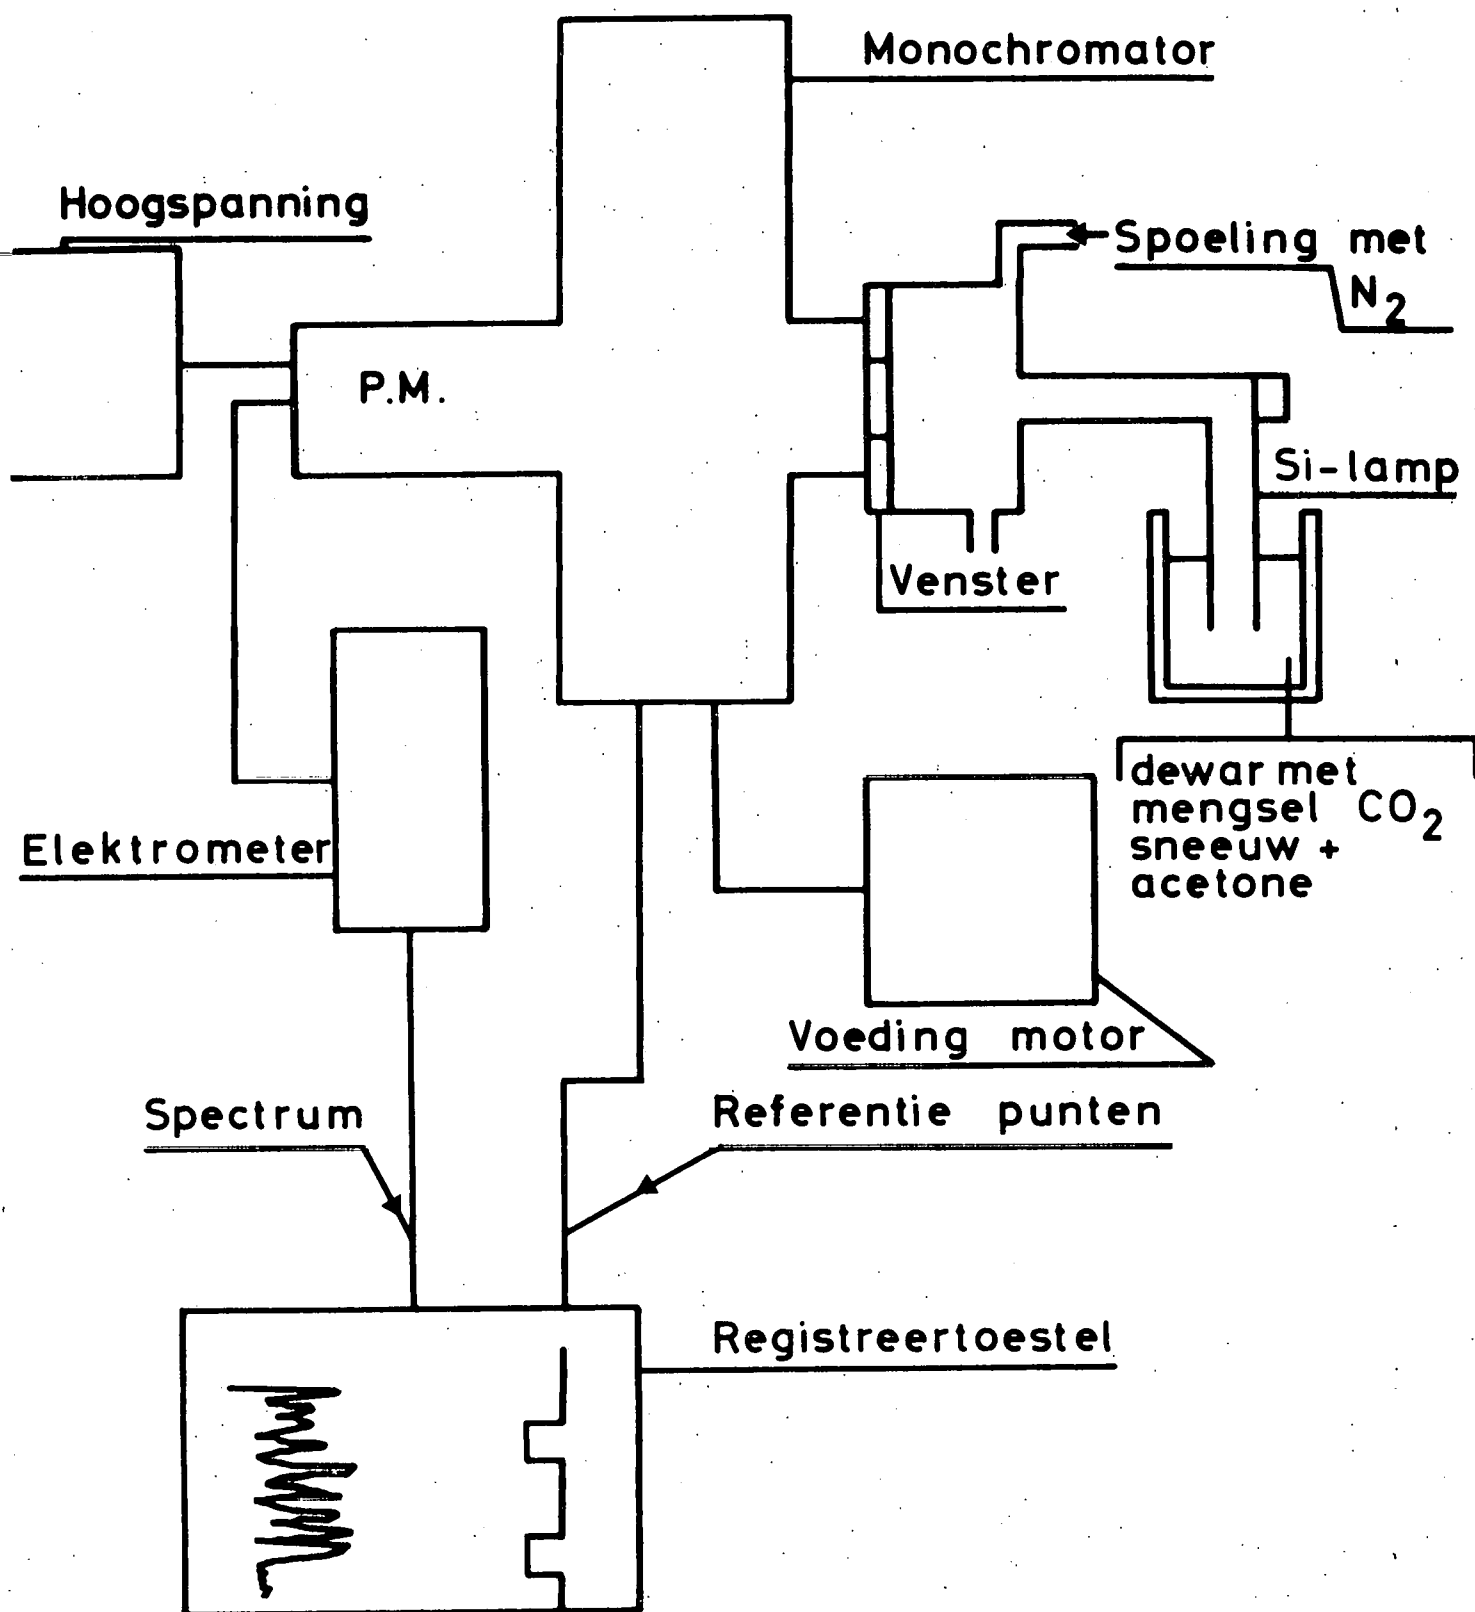 Monochromator
Hoogspanning
Spoeling met
N2
P.M.
Si-lamp
Venster
dewar met
mengsel CO2
sneeuw +
acetone
Elektrometer
Voeding motor
Spectrum
Referentie punten
Registreertoestel